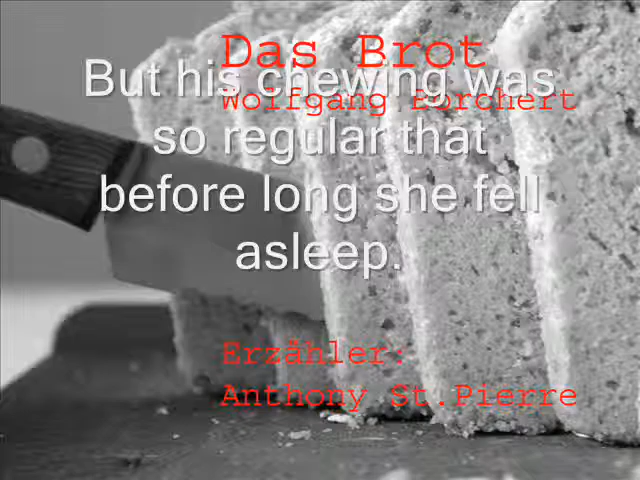 Das Brot
But his chewing was
Wolfgang Borchert
so regular that
before long she fell
asleep.
Erzähler:
Anthony St.Pierre